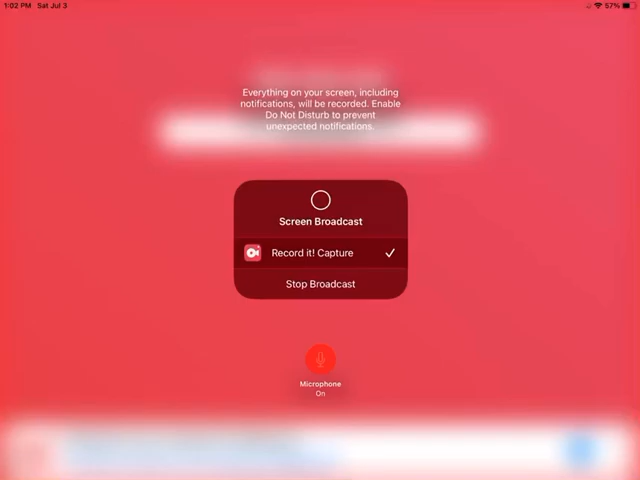 1:02 PM Sat Jul 3
57%
Everything on your screen, including
notifications, will be recorded. Enable
Do Not Disturb to prevent
unexpected notifications.
Screen Broadcast
Record it! Capture
Stop Broadcast
Microphone
On